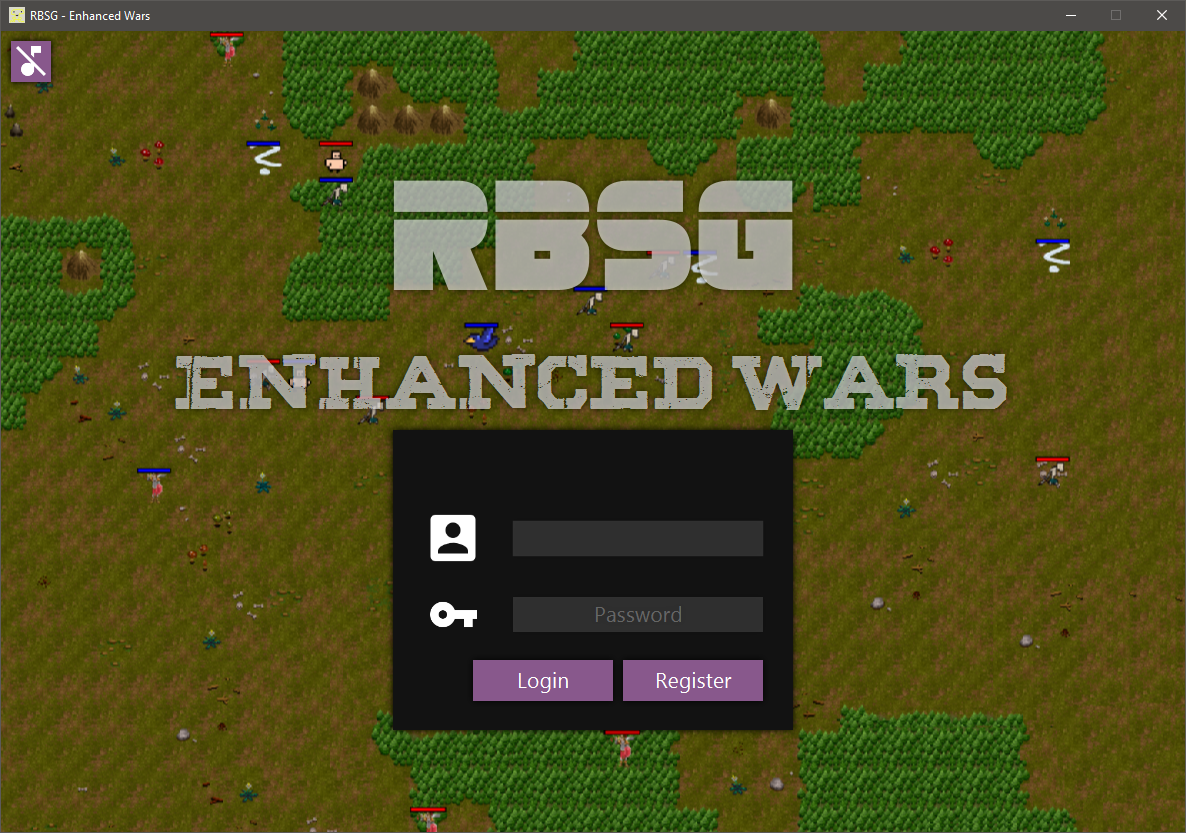 RBSG - Enhanced Wars
RBSG
ENHANCED WARS
Password
Login
Register